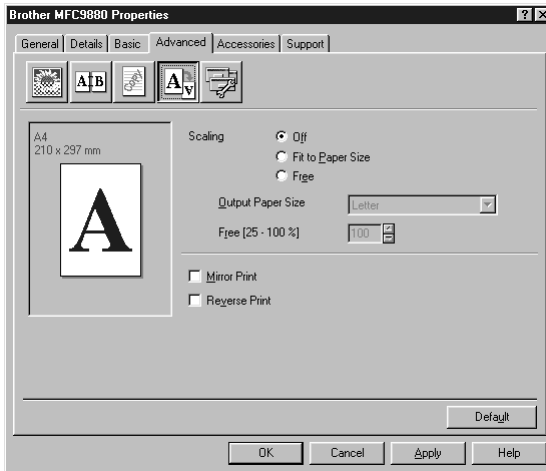 Brother MFC9880 Properties
General Details Basic Advanced Accessories Support
A B A A
A4
210 x 297 mm
A
Scaling
Off
Fit to Paper Size
Free
Output Paper Size Letter
Free [25 - 100 %] 100
Mirror Print
Reverse Print
Default
OK Cancel Apply Help